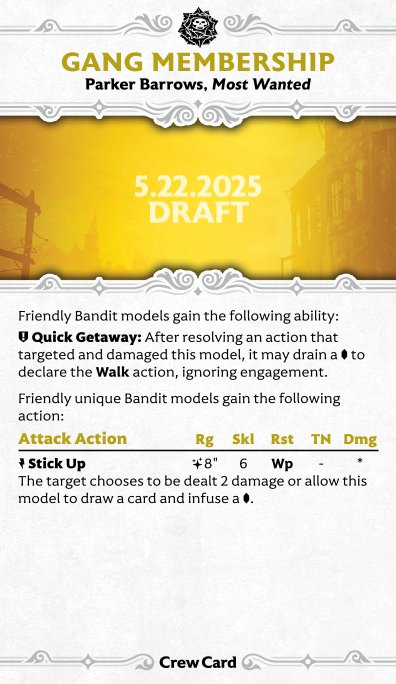 GANG MEMBERSHIP
Parker Barrows, Most Wanted
5.22.2025
DRAFT
Friendly Bandit models gain the following ability:
Quick Getaway: After resolving an action that
targeted and damaged this model, it may drain a to
declare the Walk action, ignoring engagement.
Friendly unique Bandit models gain the following
action:
Attack Action Rg Skl Rst TN Dmg
Stick Up 8" 6 Wp - *
The target chooses to be dealt 2 damage or allow this
model to draw a card and infuse a .
Crew Card